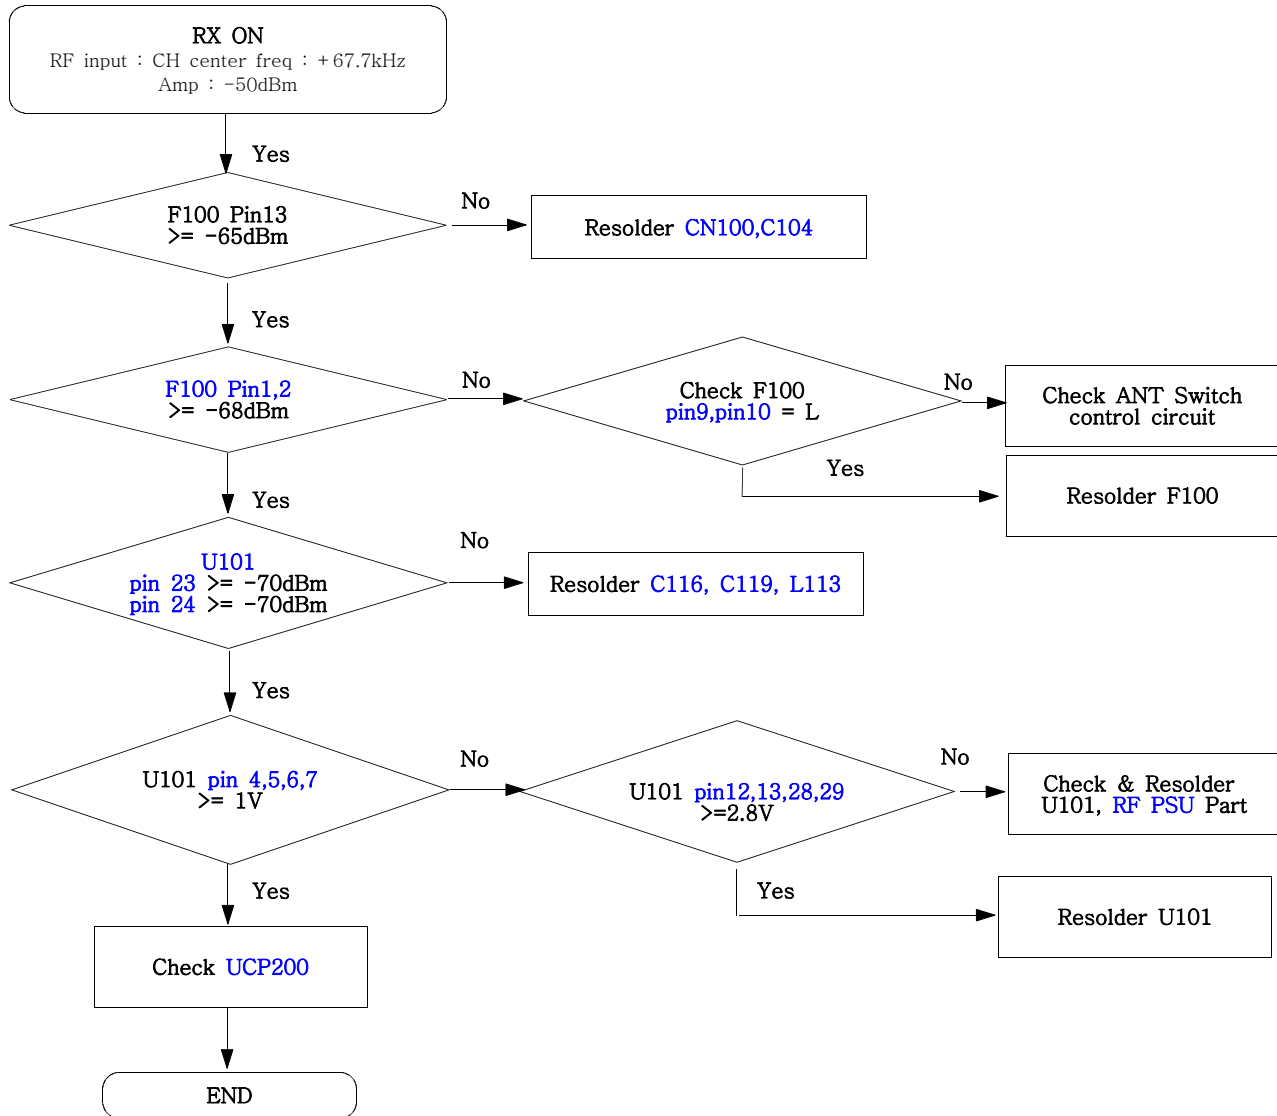 RX ON
RF input : CH center freq : +67.7kHz
Amp : -50dBm
Yes
F100 Pin13
>= -65dBm
No
Resolder CN100,C104
Yes
F100 Pin1,2
>= -68dBm
No
Check F100
pin9,pin10 = L
No
Check ANT Switch
control circuit
Yes
Resolder F100
Yes
U101
pin 23 >= -70dBm
pin 24 >= -70dBm
No
Resolder C116, C119, L113
Yes
U101 pin 4,5,6,7
>= 1V
No
U101 pin12,13,28,29
>=2.8V
No
Check & Resolder
U101, RF PSU Part
Yes
Resolder U101
Yes
Check UCP200
END